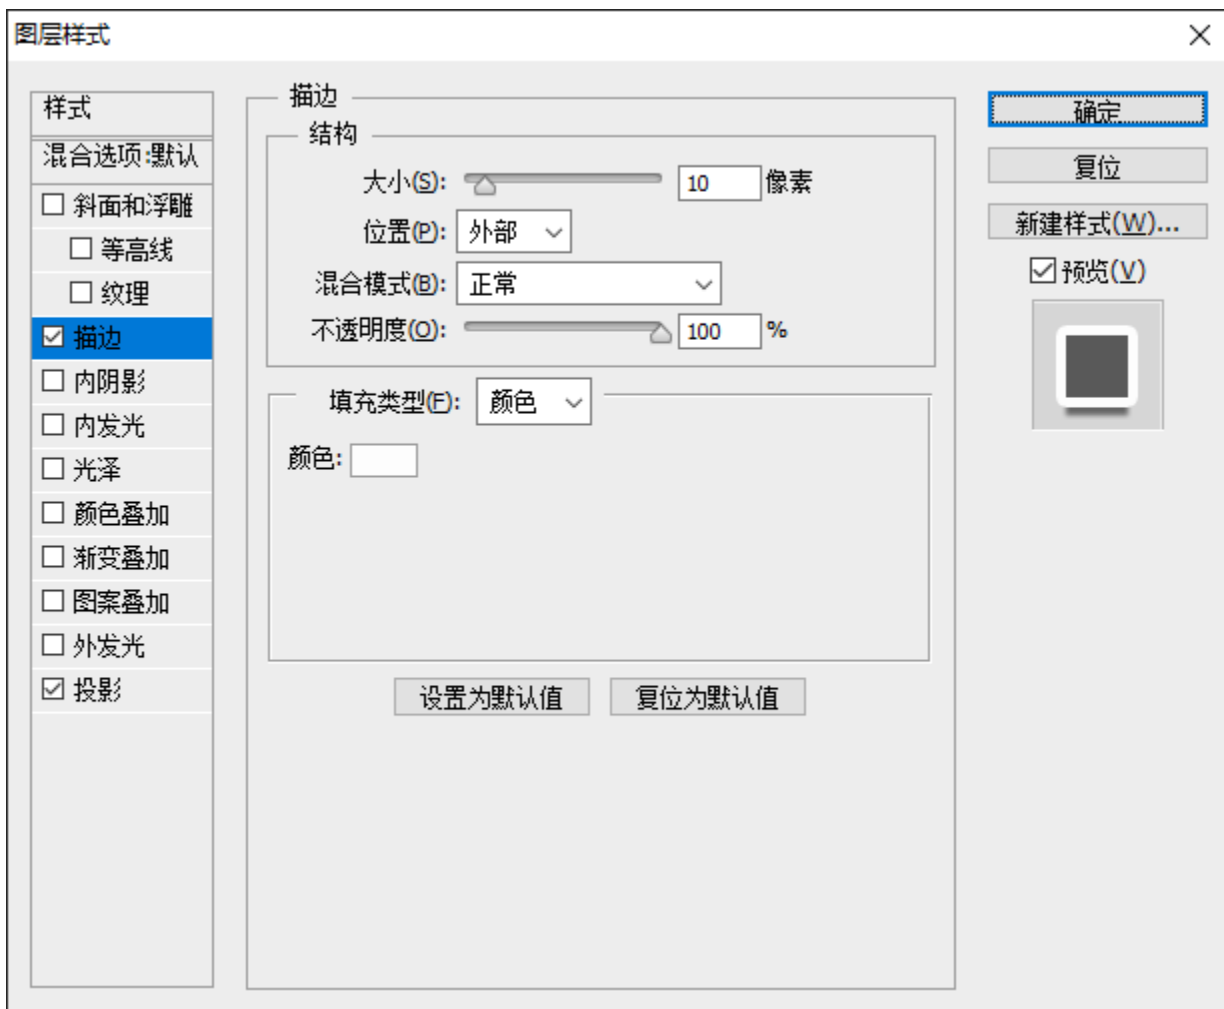 图层样式
样式
混合选项:默认
斜面和浮雕
等高线
纹理
描边
内阴影
内发光
光泽
颜色叠加
渐变叠加
图案叠加
外发光
投影
描边
结构
大小(S): 10 像素
位置(P): 外部
混合模式(B): 正常
不透明度(O): 100 %
填充类型(F): 颜色
颜色:
设置为默认值 复位为默认值
确定
复位
新建样式(W)...
预览(V)